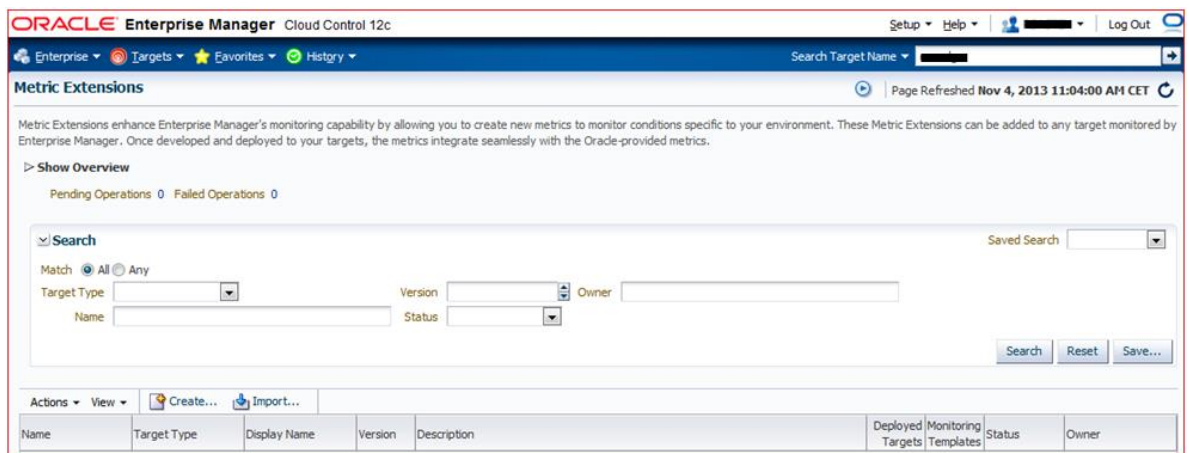 ORACLE Enterprise Manager Cloud Control 12c
Setup Help Log Out
Enterprise Targets Favorites History Search Target Name
Metric Extensions Page Refreshed Nov 4, 2013 11:04:00 AM CET
Metric Extensions enhance Enterprise Manager's monitoring capability by allowing you to create new metrics to monitor conditions specific to your environment. These Metric Extensions can be added to any target monitored by
Enterprise Manager. Once developed and deployed to your targets, the metrics integrate seamlessly with the Oracle-provided metrics.
Show Overview
Pending Operations 0 Failed Operations 0
Search Saved Search
Match All Any
Target Type Version Owner
Name Status
Search Reset Save...
Actions View Create... Import...
Name Target Type Display Name Version Description Deployed Targets Monitoring Templates Status Owner